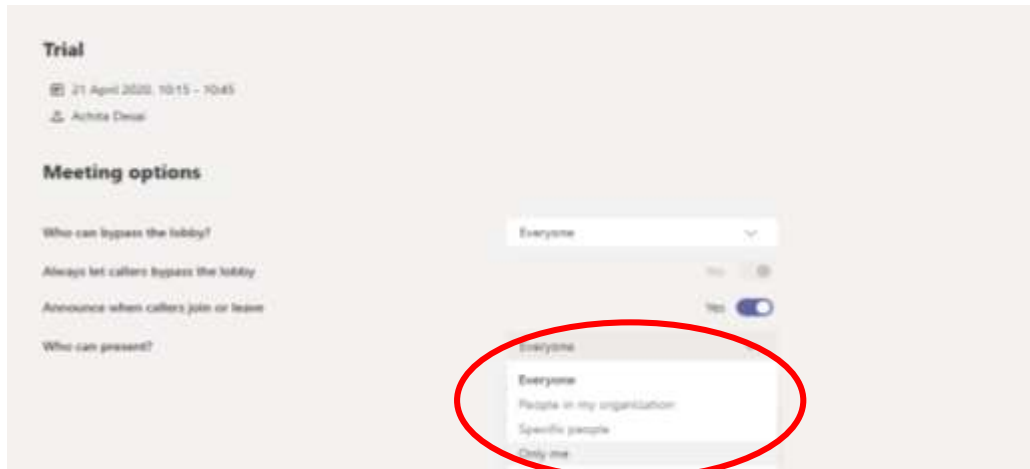 Trial
21 April 2020, 10:15 - 10:45
Achita Desai
Meeting options
Who can bypass the lobby?
Everyone
Always let callers bypass the lobby
Announce when callers join or leave
Yes
Who can present?
Everyone
Everyone
People in my organization
Specific people
Only me